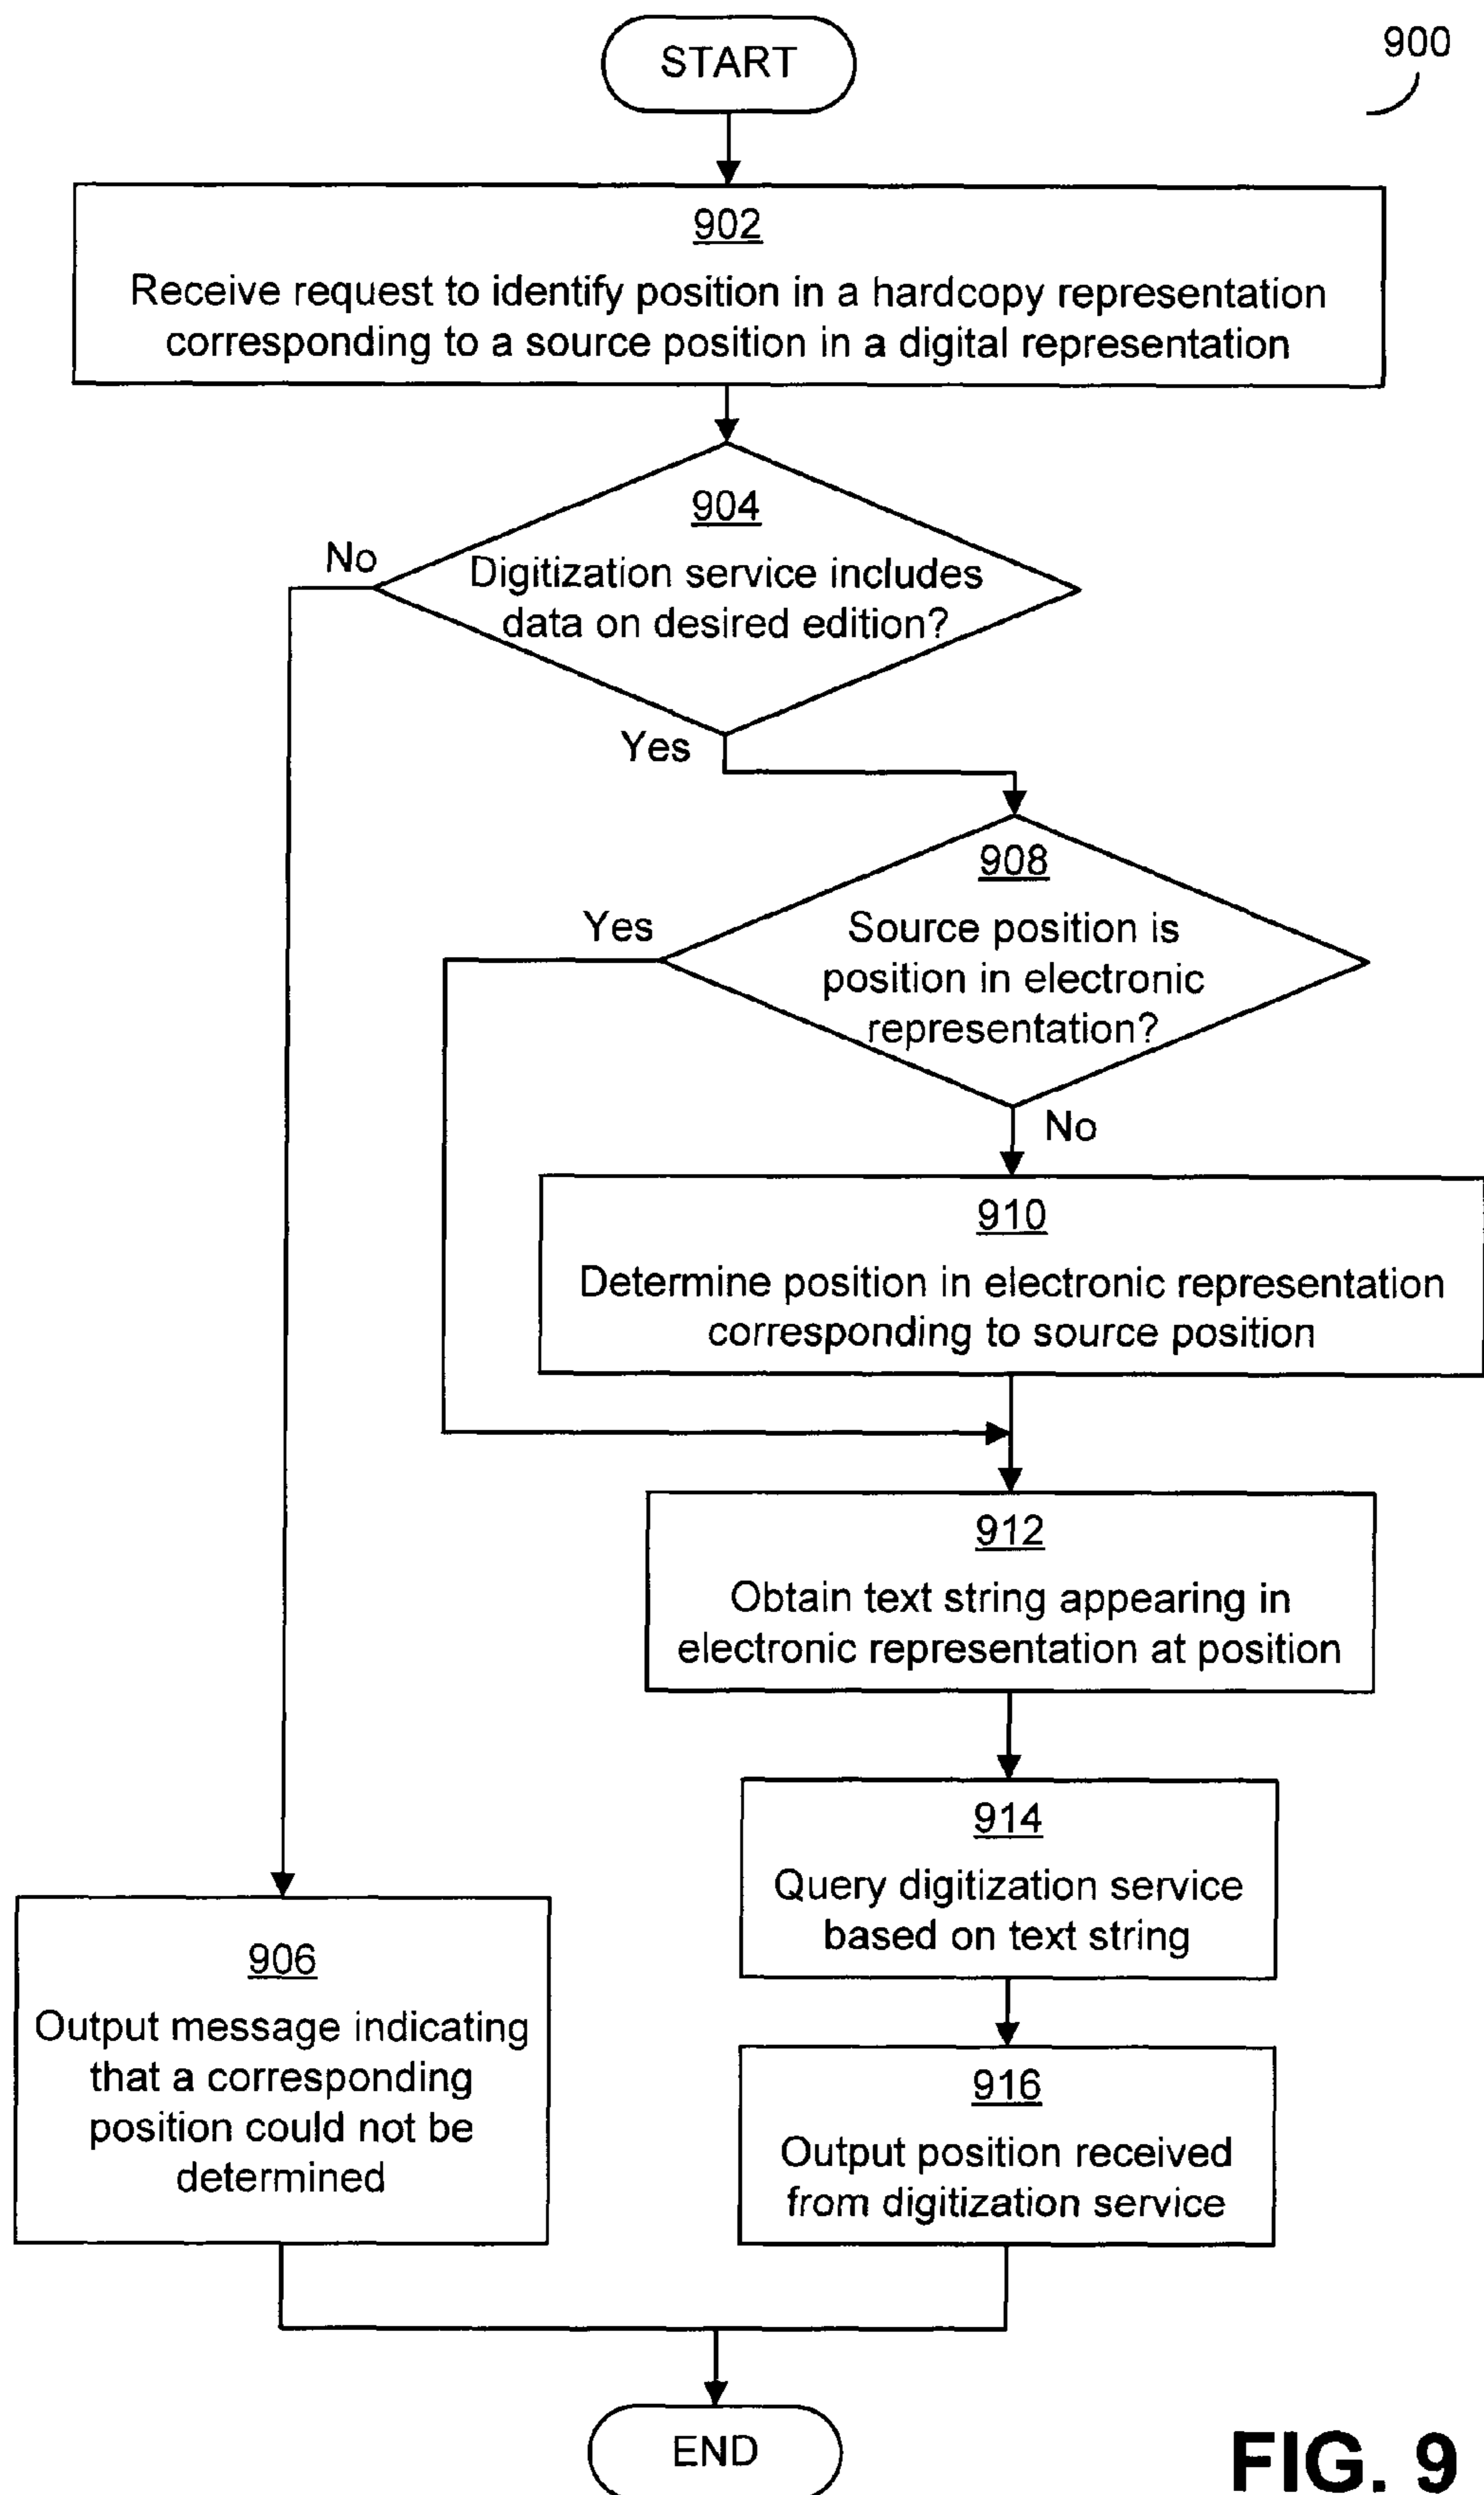 START
900
902
Receive request to identify position in a hardcopy representation
corresponding to a source position in a digital representation
904
Digitization service includes
data on desired edition?
No
Yes
908
Source position is
position in electronic
representation?
Yes
No
910
Determine position in electronic representation
corresponding to source position
912
Obtain text string appearing in
electronic representation at position
914
Query digitization service
based on text string
906
Output message indicating
that a corresponding
position could not be
determined
916
Output position received
from digitization service
END
FIG. 9